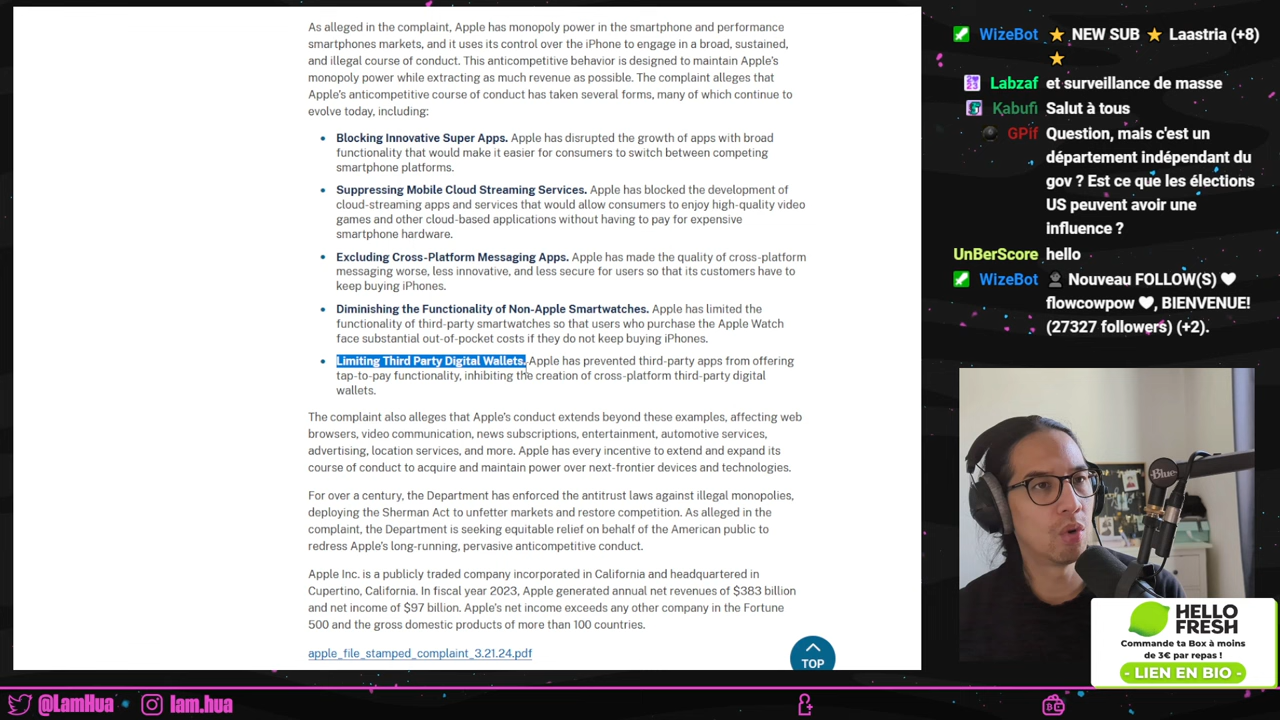 As alleged in the complaint, Apple has monopoly power in the smartphone and performance
smartphones markets, and it uses its control over the iPhone to engage in a broad, sustained,
and illegal course of conduct. This anticompetitive behavior is designed to maintain Apple's
monopoly power while extracting as much revenue as possible. The complaint alleges that
Apple's anticompetitive course of conduct has taken several forms, many of which continue to
evolve today, including:
• Blocking Innovative Super Apps. Apple has disrupted the growth of apps with broad
functionality that would make it easier for consumers to switch between competing
smartphone platforms.
• Suppressing Mobile Cloud Streaming Services. Apple has blocked the development of
cloud-streaming apps and services that would allow consumers to enjoy high-quality video
games and other cloud-based applications without having to pay for expensive
smartphone hardware.
• Excluding Cross-Platform Messaging Apps. Apple has made the quality of cross-platform
messaging worse, less innovative, and less secure for users so that its customers have to
keep buying iPhones.
• Diminishing the Functionality of Non-Apple Smartwatches. Apple has limited the
functionality of third-party smartwatches so that users who purchase the Apple Watch
face substantial out-of-pocket costs if they do not keep buying iPhones.
• Limiting Third Party Digital Wallets. Apple has prevented third-party apps from offering
tap-to-pay functionality, inhibiting the creation of cross-platform third-party digital
wallets.
The complaint also alleges that Apple's conduct extends beyond these examples, affecting web
browsers, video communication, news subscriptions, entertainment, automotive services,
advertising, location services, and more. Apple has every incentive to extend and expand its
course of conduct to acquire and maintain power over next-frontier devices and technologies.
For over a century, the Department has enforced the antitrust laws against illegal monopolies,
deploying the Sherman Act to unfetter markets and restore competition. As alleged in the
complaint, the Department is seeking equitable relief on behalf of the American public to
redress Apple's long-running, pervasive anticompetitive conduct.
Apple Inc. is a publicly traded company incorporated in California and headquartered in
Cupertino, California. In fiscal year 2023, Apple generated annual net revenues of $383 billion
and net income of $97 billion. Apple's net income exceeds any other company in the Fortune
500 and the gross domestic products of more than 100 countries.
apple_file_stamped_complaint_3.21.24.pdf
TOP
WizeBot ⭐ NEW SUB ⭐ Laastria (+8)
⭐
Labzaf et surveillance de masse
Kabufi Salut à tous
GPif Question, mais c'est un
département indépendant du
gov ? Est ce que les élections
US peuvent avoir une
influence ?
UnBerScore hello
WizeBot Nouveau FOLLOW(S) ♥
flowcowpow ♥, BIENVENUE!
(27327 followers) (+2).
Blue
HELLO
FRESH
Commande ta Box à moins
de 3€ par repas !
- LIEN EN BIO -
@LamHua
lam.hua